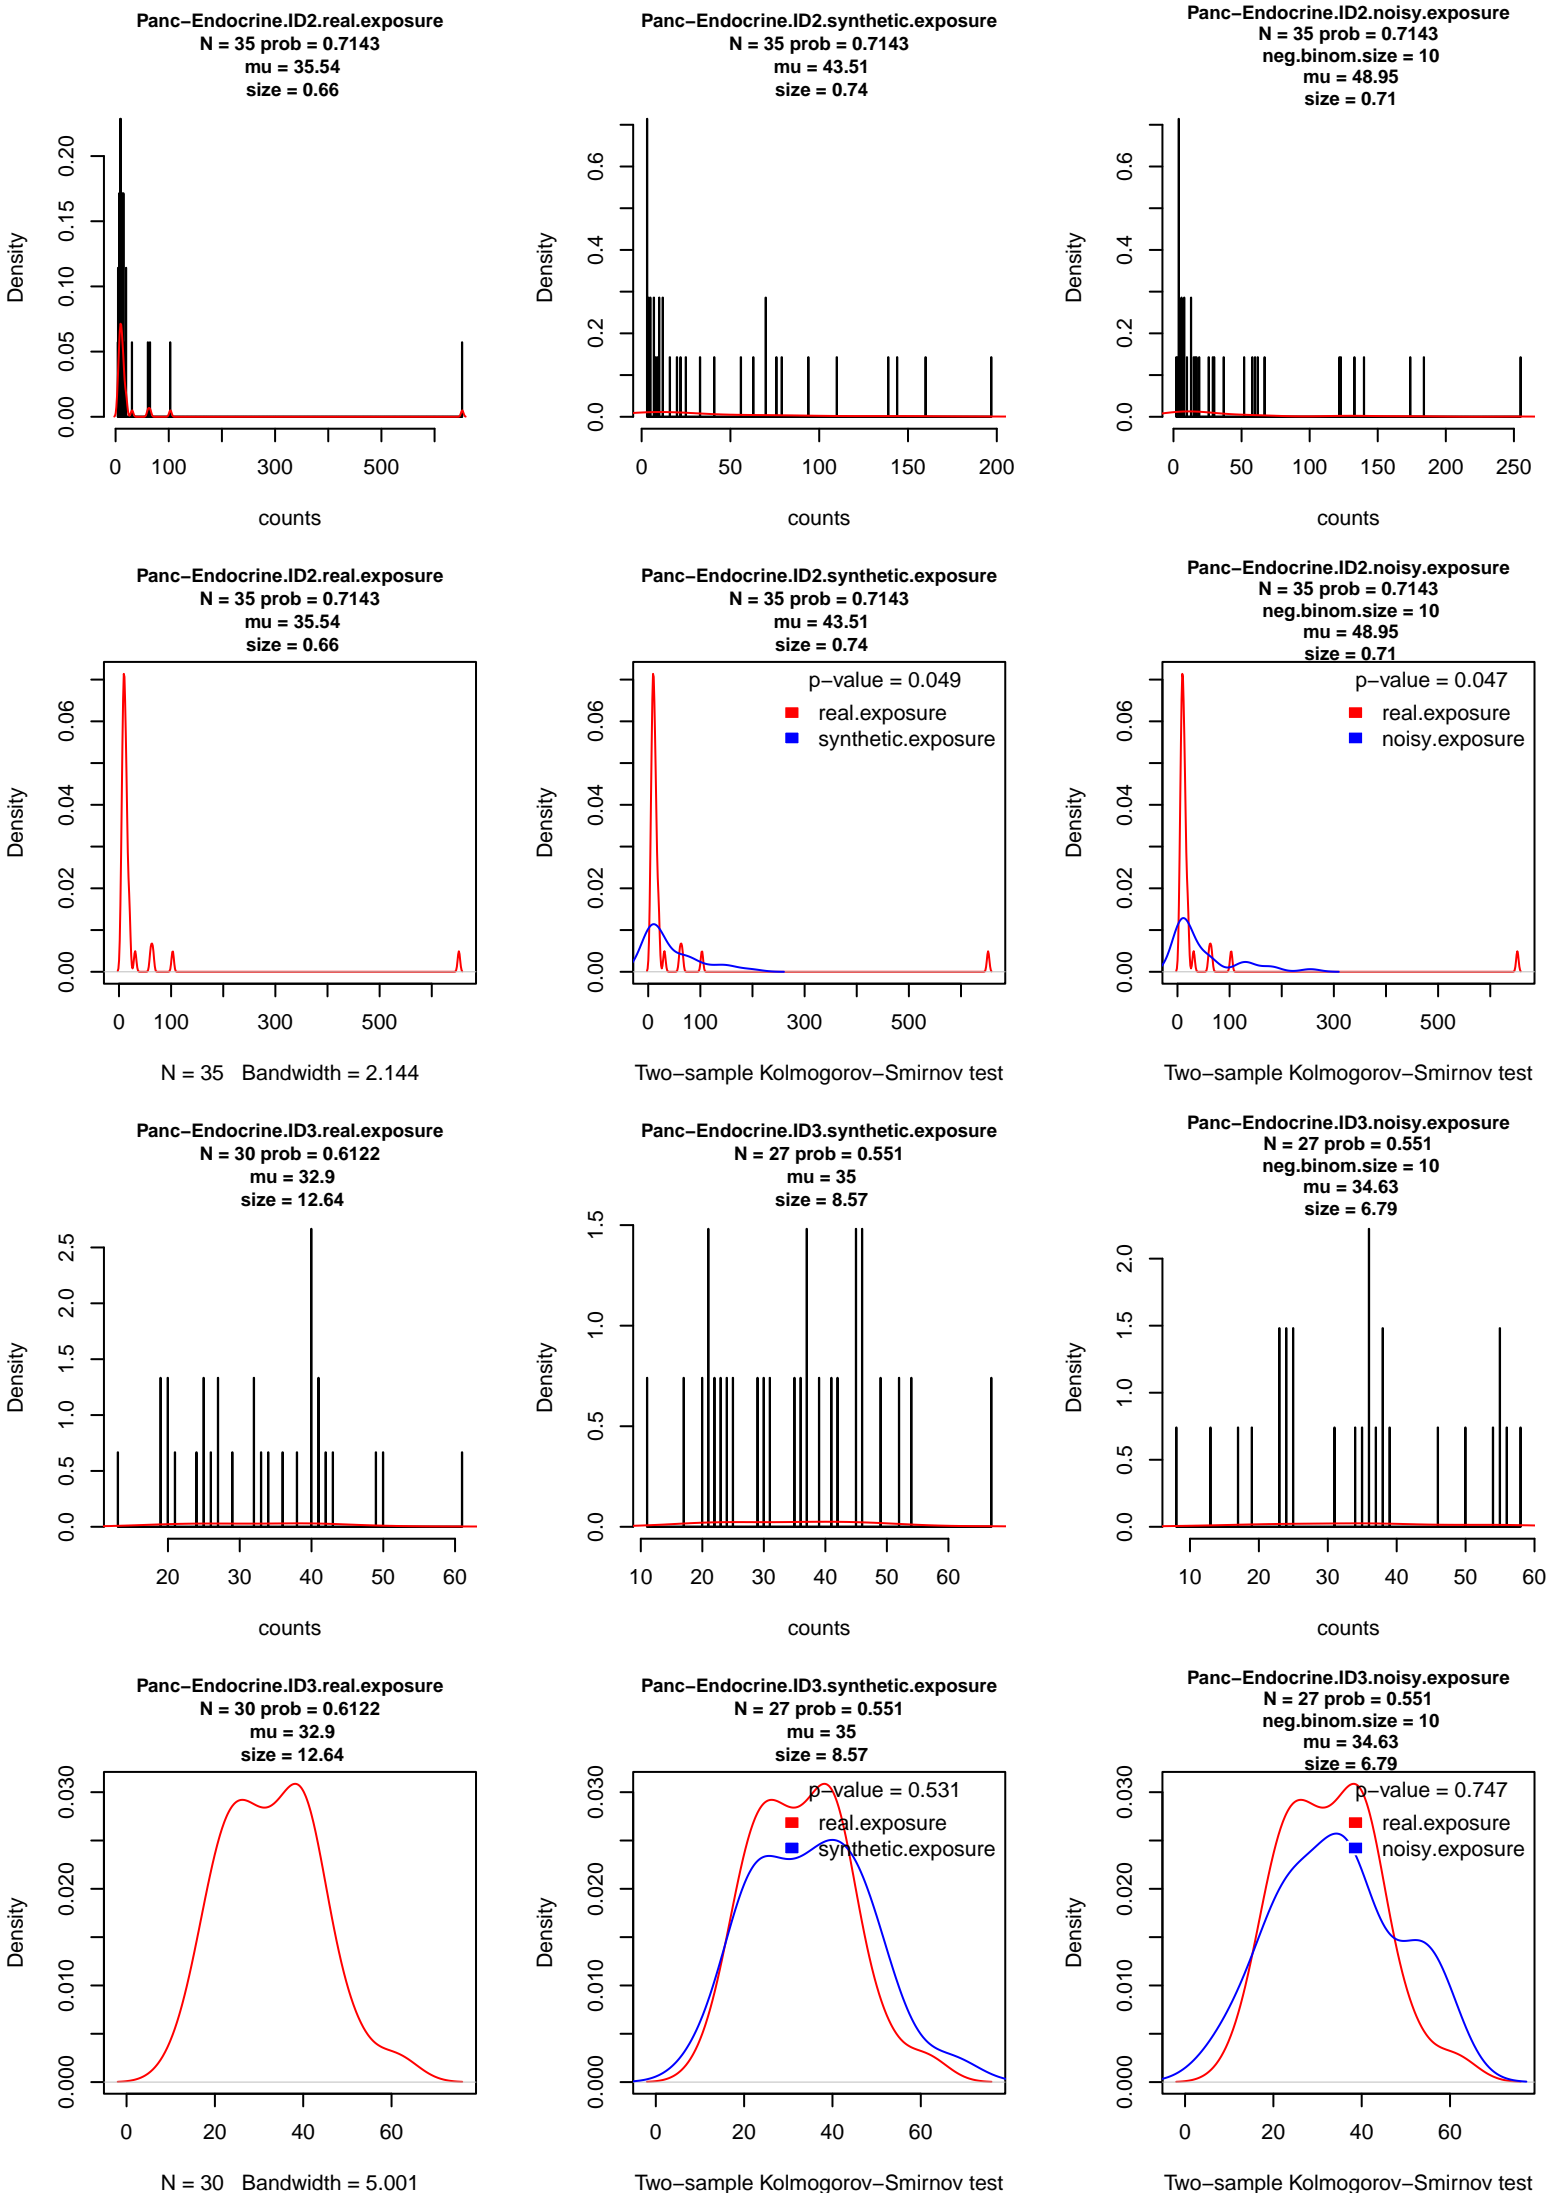 Panc−Endocrine.ID2.real.exposure
N = 35 prob = 0.7143
mu = 35.54
size = 0.66
Density
0.00 0.05 0.10 0.15 0.20
0 100 300 500
counts
Panc−Endocrine.ID2.synthetic.exposure
N = 35 prob = 0.7143
mu = 43.51
size = 0.74
Density
0.0 0.2 0.4 0.6
0 50 100 150 200
counts
Panc−Endocrine.ID2.noisy.exposure
N = 35 prob = 0.7143
neg.binom.size = 10
mu = 48.95
size = 0.71
Density
0.0 0.2 0.4 0.6
0 50 100 150 200 250
counts
Panc−Endocrine.ID2.real.exposure
N = 35 prob = 0.7143
mu = 35.54
size = 0.66
Density
0.00 0.02 0.04 0.06
0 100 300 500
N = 35 Bandwidth = 2.144
Panc−Endocrine.ID2.synthetic.exposure
N = 35 prob = 0.7143
mu = 43.51
size = 0.74
p−value = 0.049
real.exposure
synthetic.exposure
Density
0.00 0.02 0.04 0.06
0 100 300 500
Two−sample Kolmogorov−Smirnov test
Panc−Endocrine.ID2.noisy.exposure
N = 35 prob = 0.7143
neg.binom.size = 10
mu = 48.95
size = 0.71
p−value = 0.047
real.exposure
noisy.exposure
Density
0.00 0.02 0.04 0.06
0 100 300 500
Two−sample Kolmogorov−Smirnov test
Panc−Endocrine.ID3.real.exposure
N = 30 prob = 0.6122
mu = 32.9
size = 12.64
Density
0.0 0.5 1.0 1.5 2.0 2.5
20 30 40 50 60
counts
Panc−Endocrine.ID3.synthetic.exposure
N = 27 prob = 0.551
mu = 35
size = 8.57
Density
0.0 0.5 1.0 1.5
10 20 30 40 50 60
counts
Panc−Endocrine.ID3.noisy.exposure
N = 27 prob = 0.551
neg.binom.size = 10
mu = 34.63
size = 6.79
Density
0.0 0.5 1.0 1.5 2.0
10 20 30 40 50 60
counts
Panc−Endocrine.ID3.real.exposure
N = 30 prob = 0.6122
mu = 32.9
size = 12.64
Density
0.000 0.010 0.020 0.030
0 20 40 60
N = 30 Bandwidth = 5.001
Panc−Endocrine.ID3.synthetic.exposure
N = 27 prob = 0.551
mu = 35
size = 8.57
p−value = 0.531
real.exposure
synthetic.exposure
Density
0.000 0.010 0.020 0.030
0 20 40 60
Two−sample Kolmogorov−Smirnov test
Panc−Endocrine.ID3.noisy.exposure
N = 27 prob = 0.551
neg.binom.size = 10
mu = 34.63
size = 6.79
p−value = 0.747
real.exposure
noisy.exposure
Density
0.000 0.010 0.020 0.030
0 20 40 60
Two−sample Kolmogorov−Smirnov test